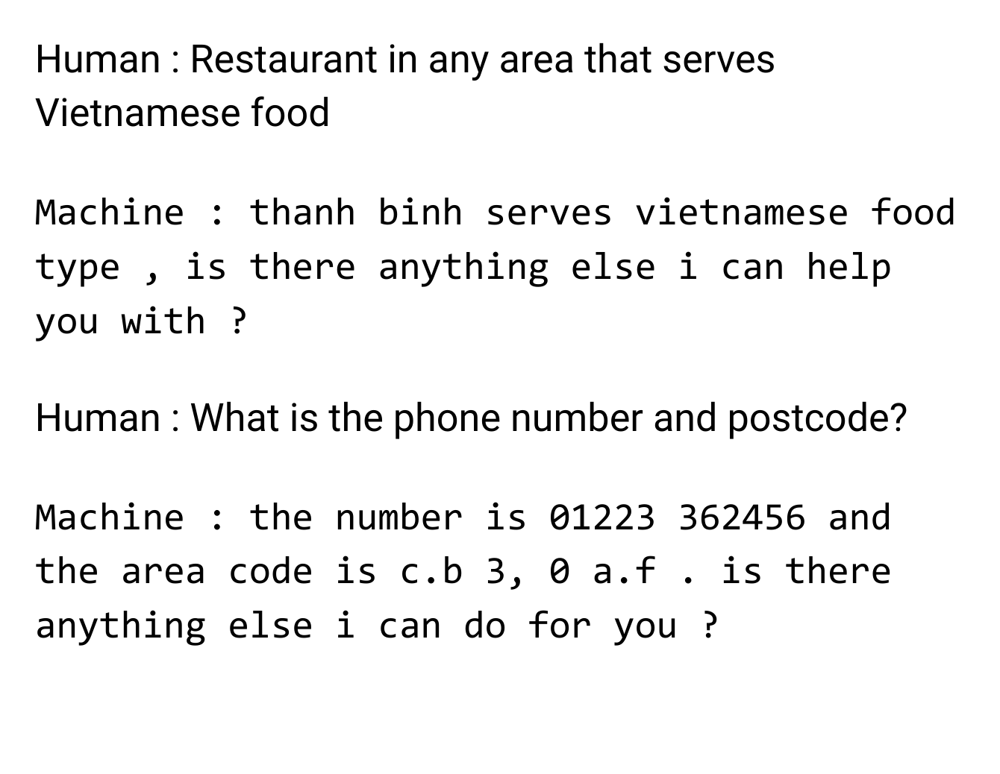 Human : Restaurant in any area that serves
Vietnamese food
Machine : thanh binh serves vietnamese food
type , is there anything else i can help
you with ?
Human : What is the phone number and postcode?
Machine : the number is 01223 362456 and
the area code is c.b 3, 0 a.f . is there
anything else i can do for you ?